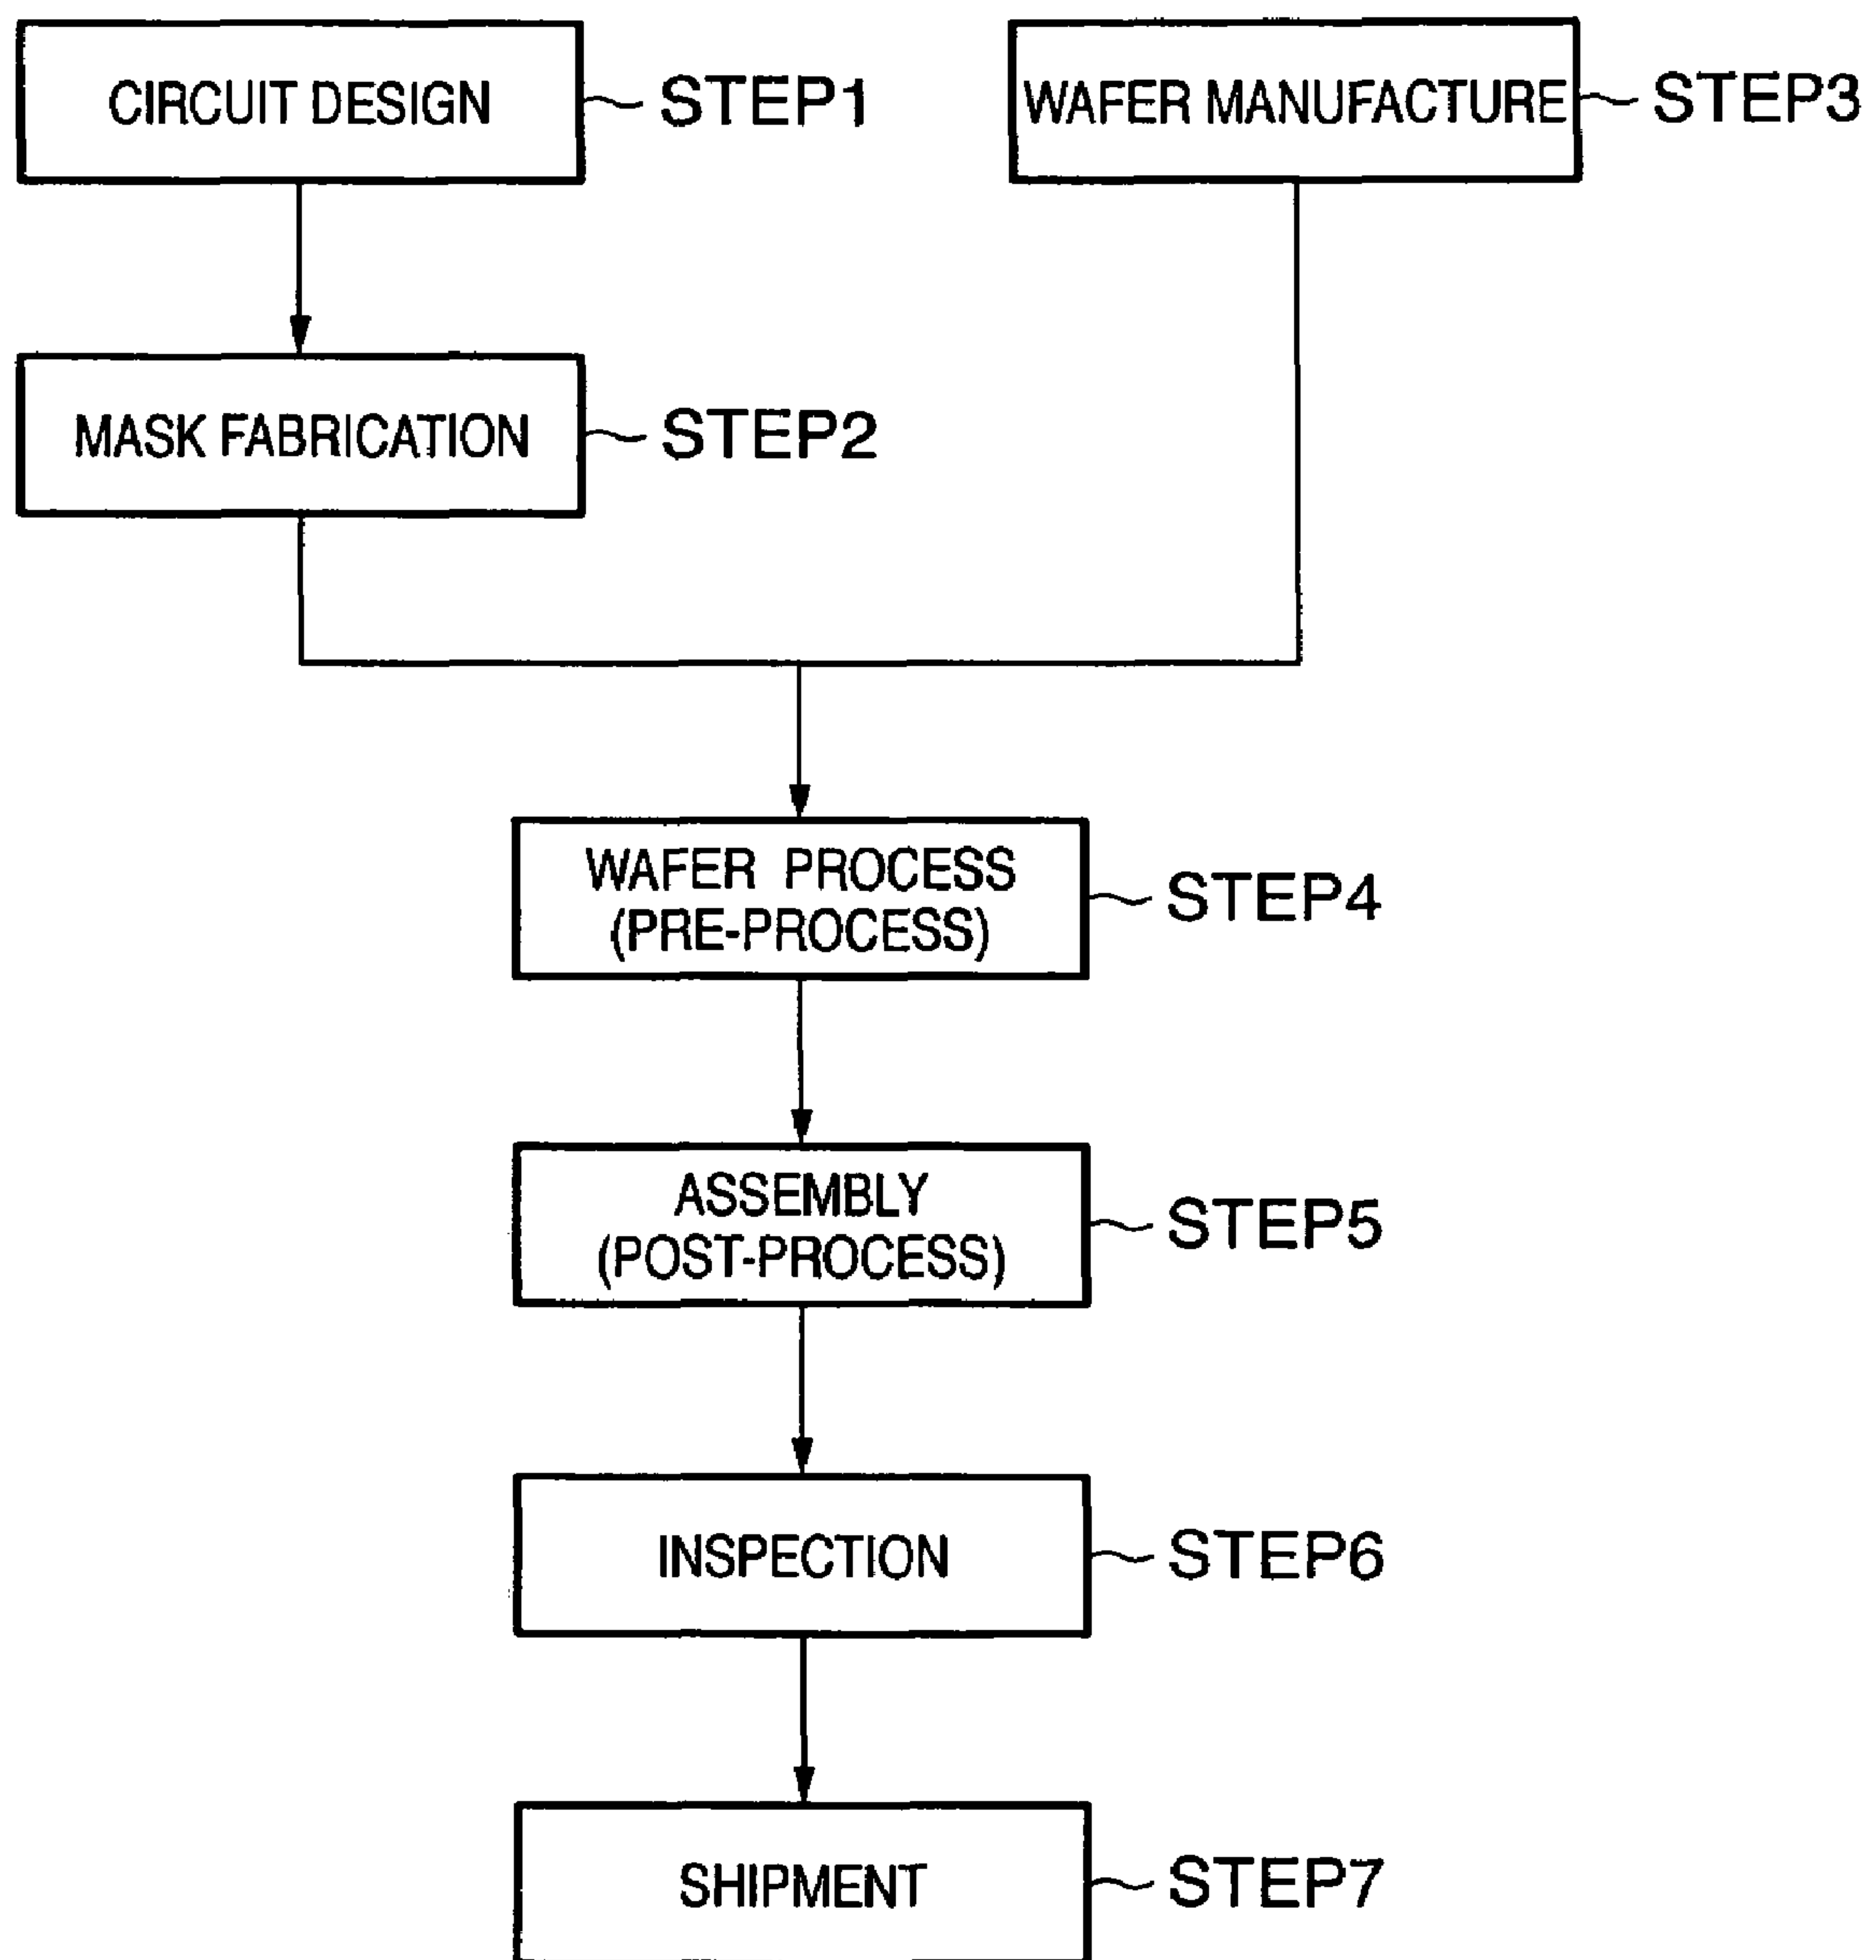 CIRCUIT DESIGN
STEP1
WAFER MANUFACTURE
STEP3
MASK FABRICATION
STEP2
WAFER PROCESS
(PRE-PROCESS)
STEP4
ASSEMBLY
(POST-PROCESS)
STEP5
INSPECTION
STEP6
SHIPMENT
STEP7